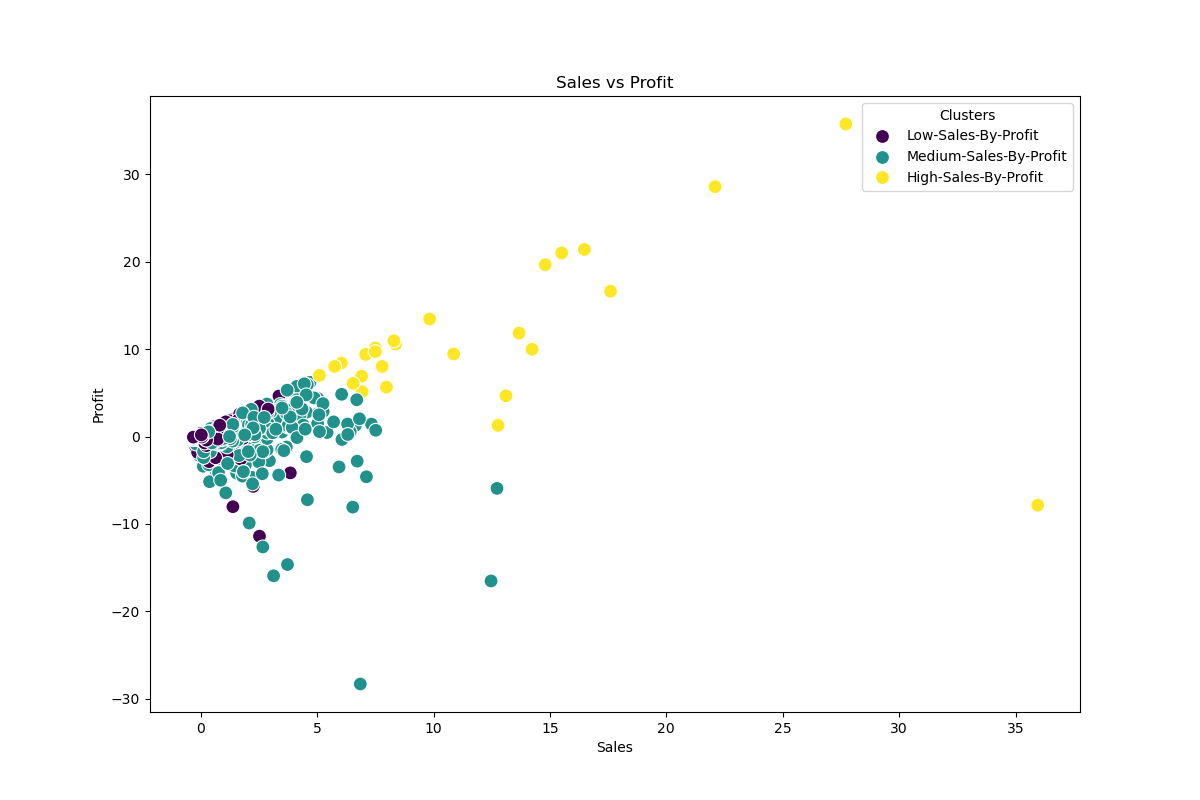 Sales vs Profit
Clusters
Low-Sales-By-Profit
Medium-Sales-By-Profit
High-Sales-By-Profit
30
20
10
0
−10
−20
−30
Profit
0 5 10 15 20 25 30 35
Sales